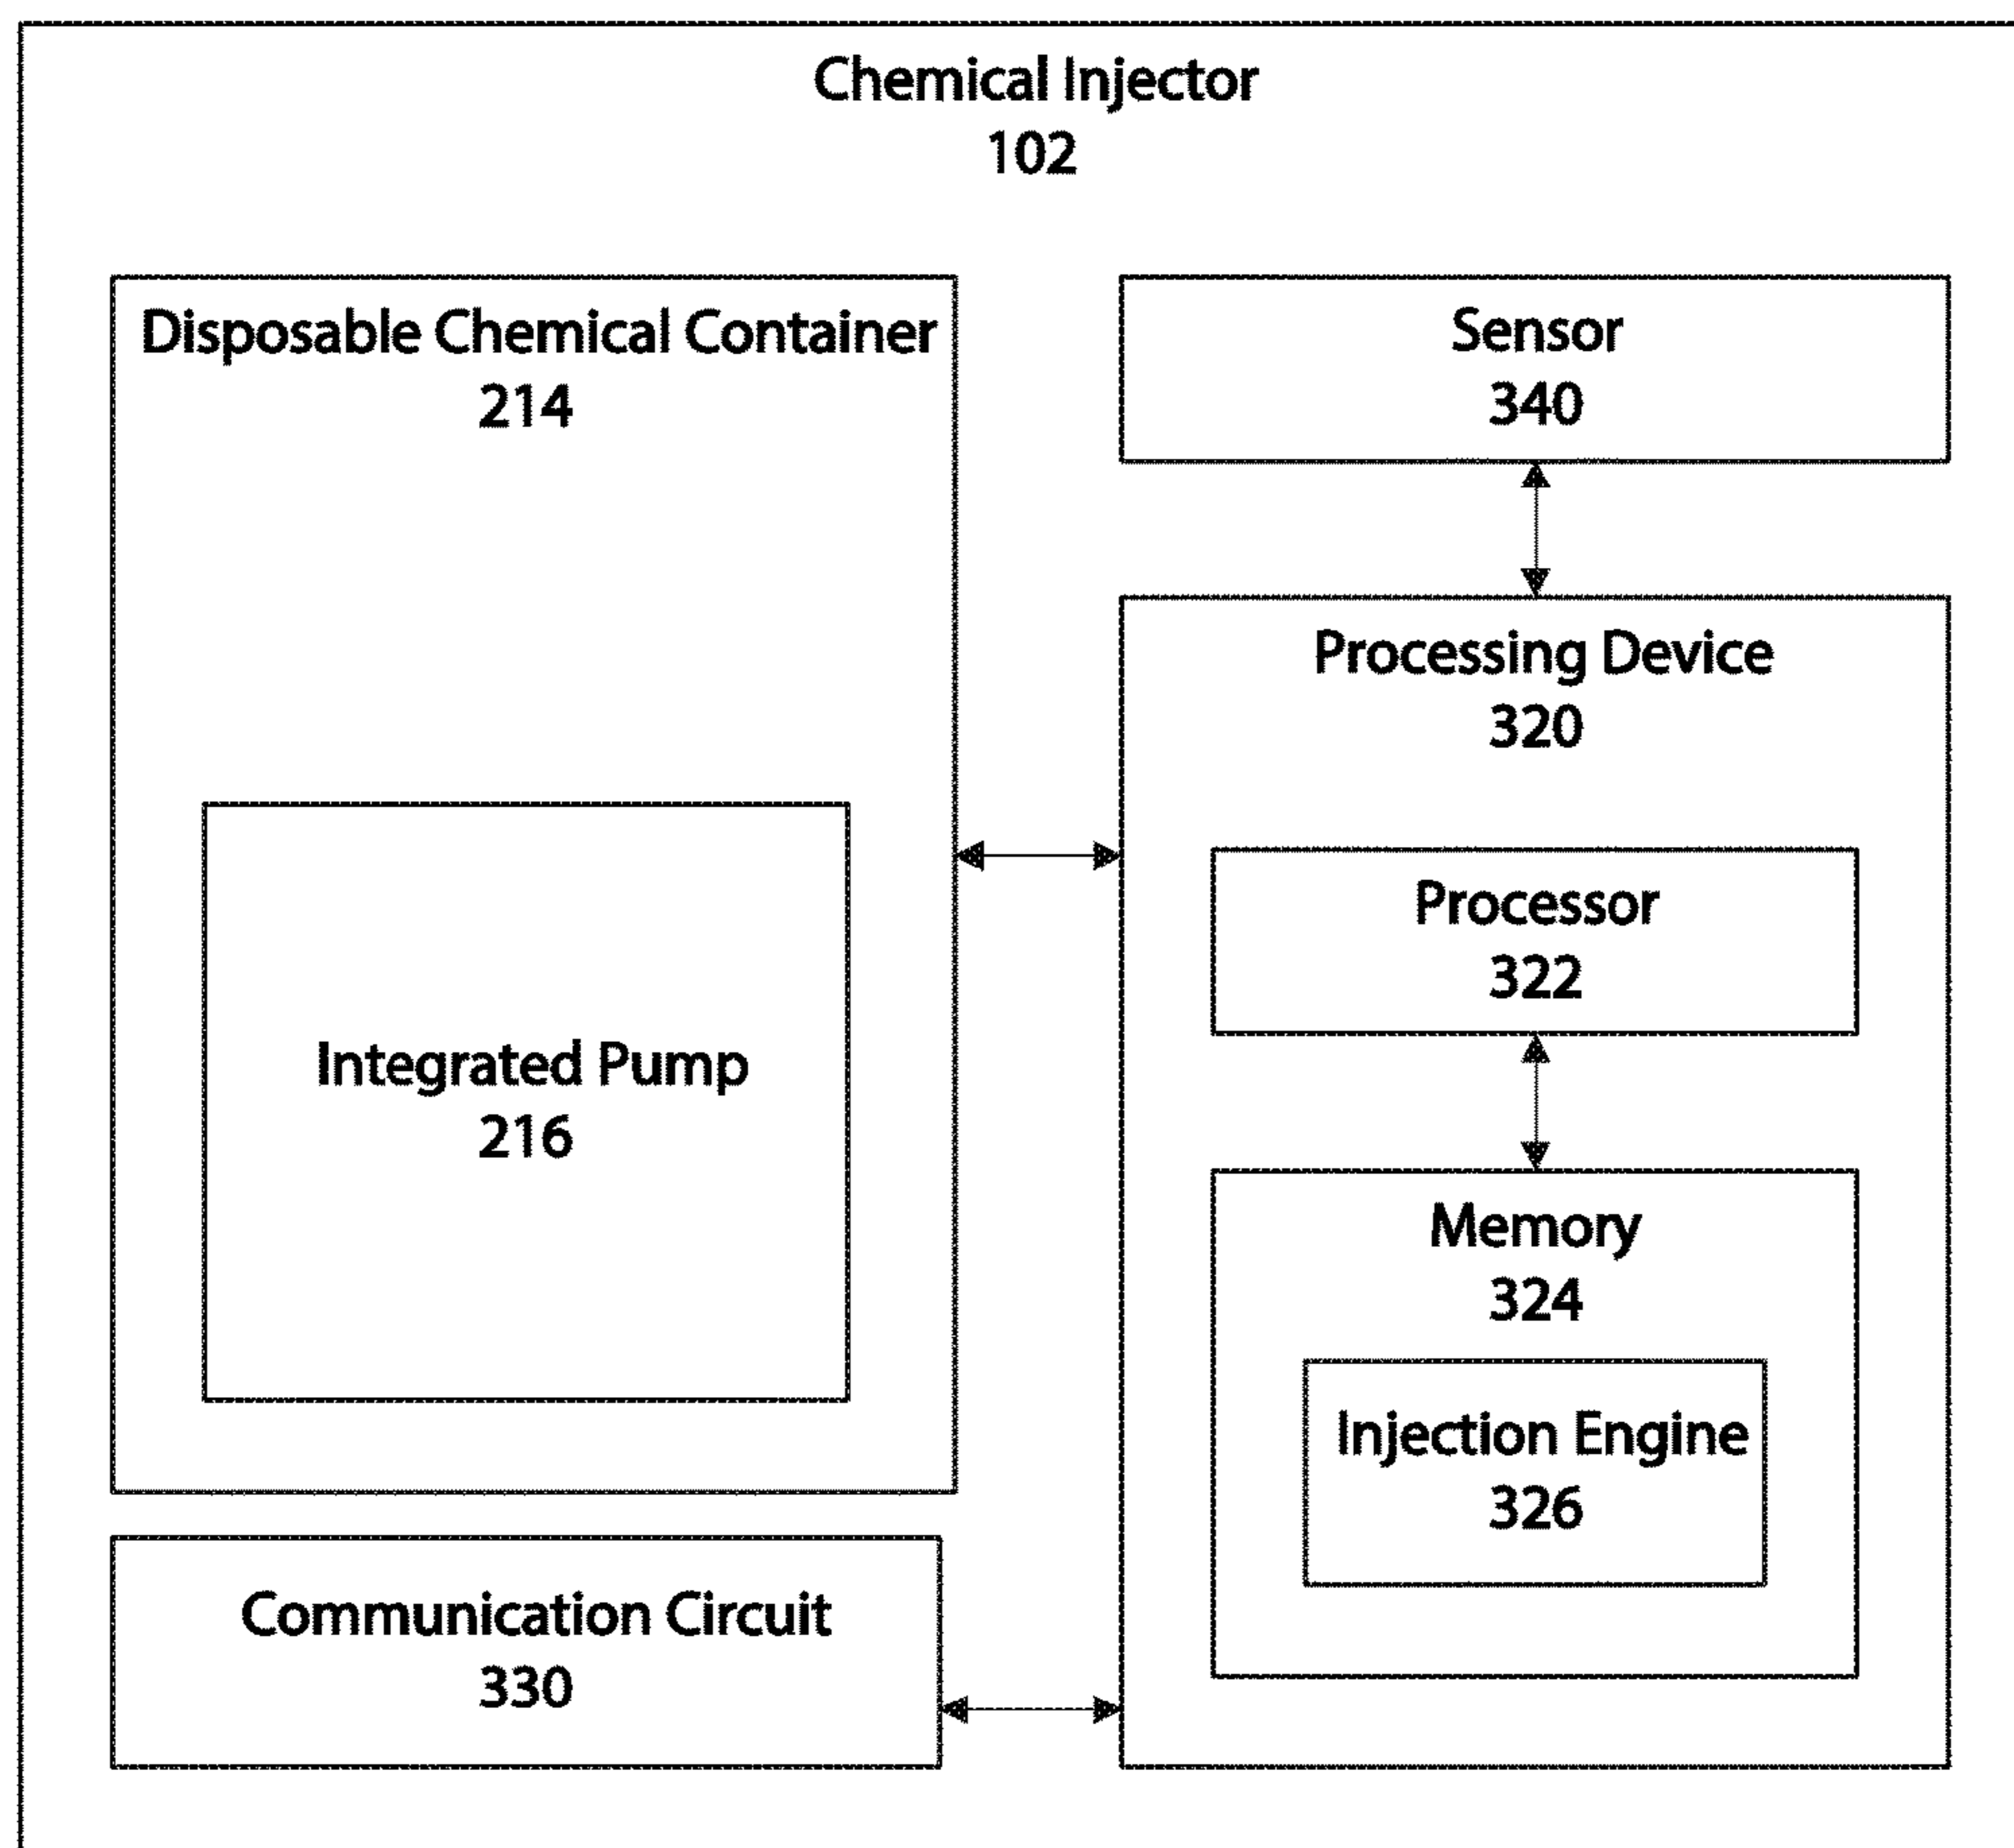 Chemical Injector
102
Disposable Chemical Container
214
Integrated Pump
216
Communication Circuit
330
Sensor
340
Processing Device
320
Processor
322
Memory
324
Injection Engine
326